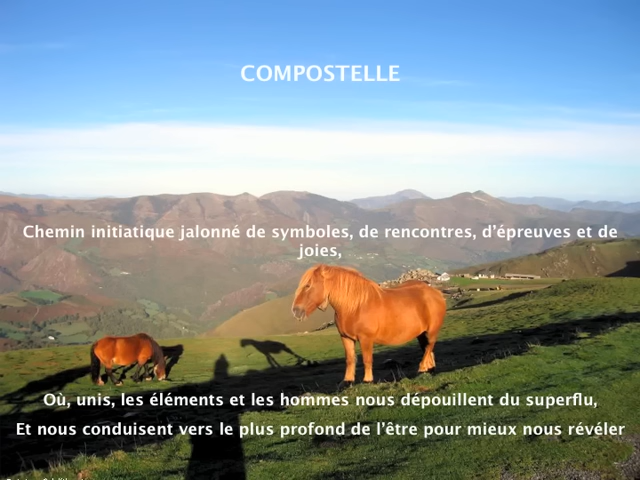 COMPOSTELLE
Chemin initiatique jalonné de symboles, de rencontres, d'épreuves et de
joies,
Où, unis, les éléments et les hommes nous dépouillent du superflu,
Et nous conduisent vers le plus profond de l'être pour mieux nous révéler